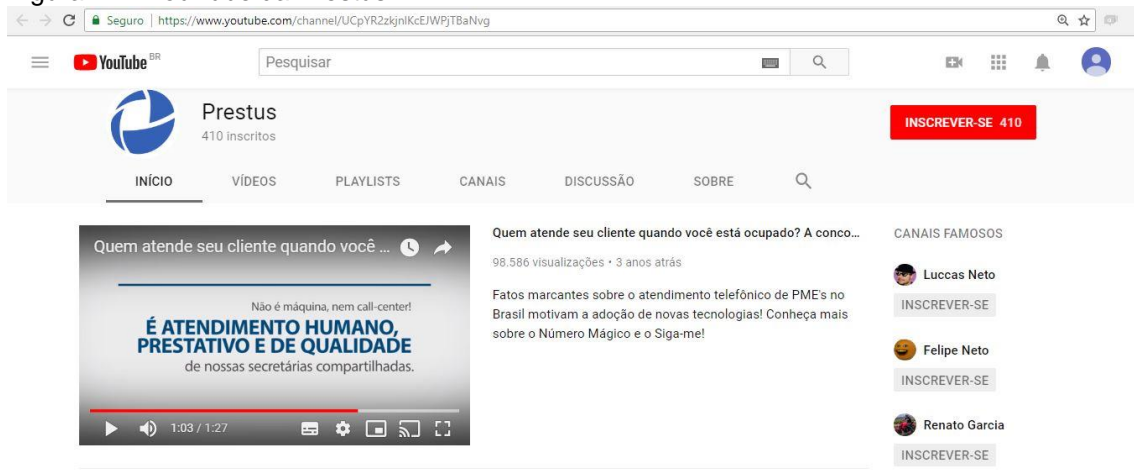 Seguro | https://www.youtube.com/channel/UCpYR2zkjnlKcEJWPjTBaNvg
YouTube BR
Pesquisar
Prestus
410 inscritos
INSCREVER-SE 410
INÍCIO VÍDEOS PLAYLISTS CANAIS DISCUSSÃO SOBRE
Quem atende seu cliente quando você ...
Não é máquina, nem call-center!
É ATENDIMENTO HUMANO,
PRESTATIVO E DE QUALIDADE
de nossas secretárias compartilhadas.
1:03 / 1:27
Quem atende seu cliente quando você está ocupado? A conco...
98.586 visualizações • 3 anos atrás
Fatos marcantes sobre o atendimento telefônico de PME's no
Brasil motivam a adoção de novas tecnologias! Conheça mais
sobre o Número Mágico e o Siga-me!
CANAIS FAMOSOS
Luccas Neto
INSCREVER-SE
Felipe Neto
INSCREVER-SE
Renato Garcia
INSCREVER-SE